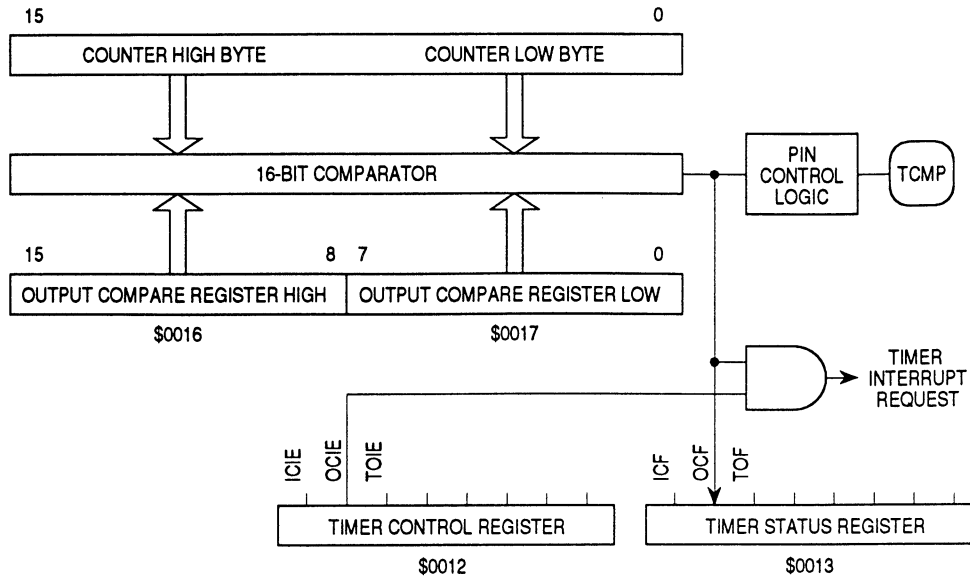 15 0
COUNTER HIGH BYTE COUNTER LOW BYTE
16-BIT COMPARATOR
PIN
CONTROL
LOGIC
TCMP
15 8 7 0
OUTPUT COMPARE REGISTER HIGH OUTPUT COMPARE REGISTER LOW
$0016 $0017
TIMER
INTERRUPT
REQUEST
ICIE OCIE TOIE
ICF OCF TOF
TIMER CONTROL REGISTER TIMER STATUS REGISTER
$0012 $0013